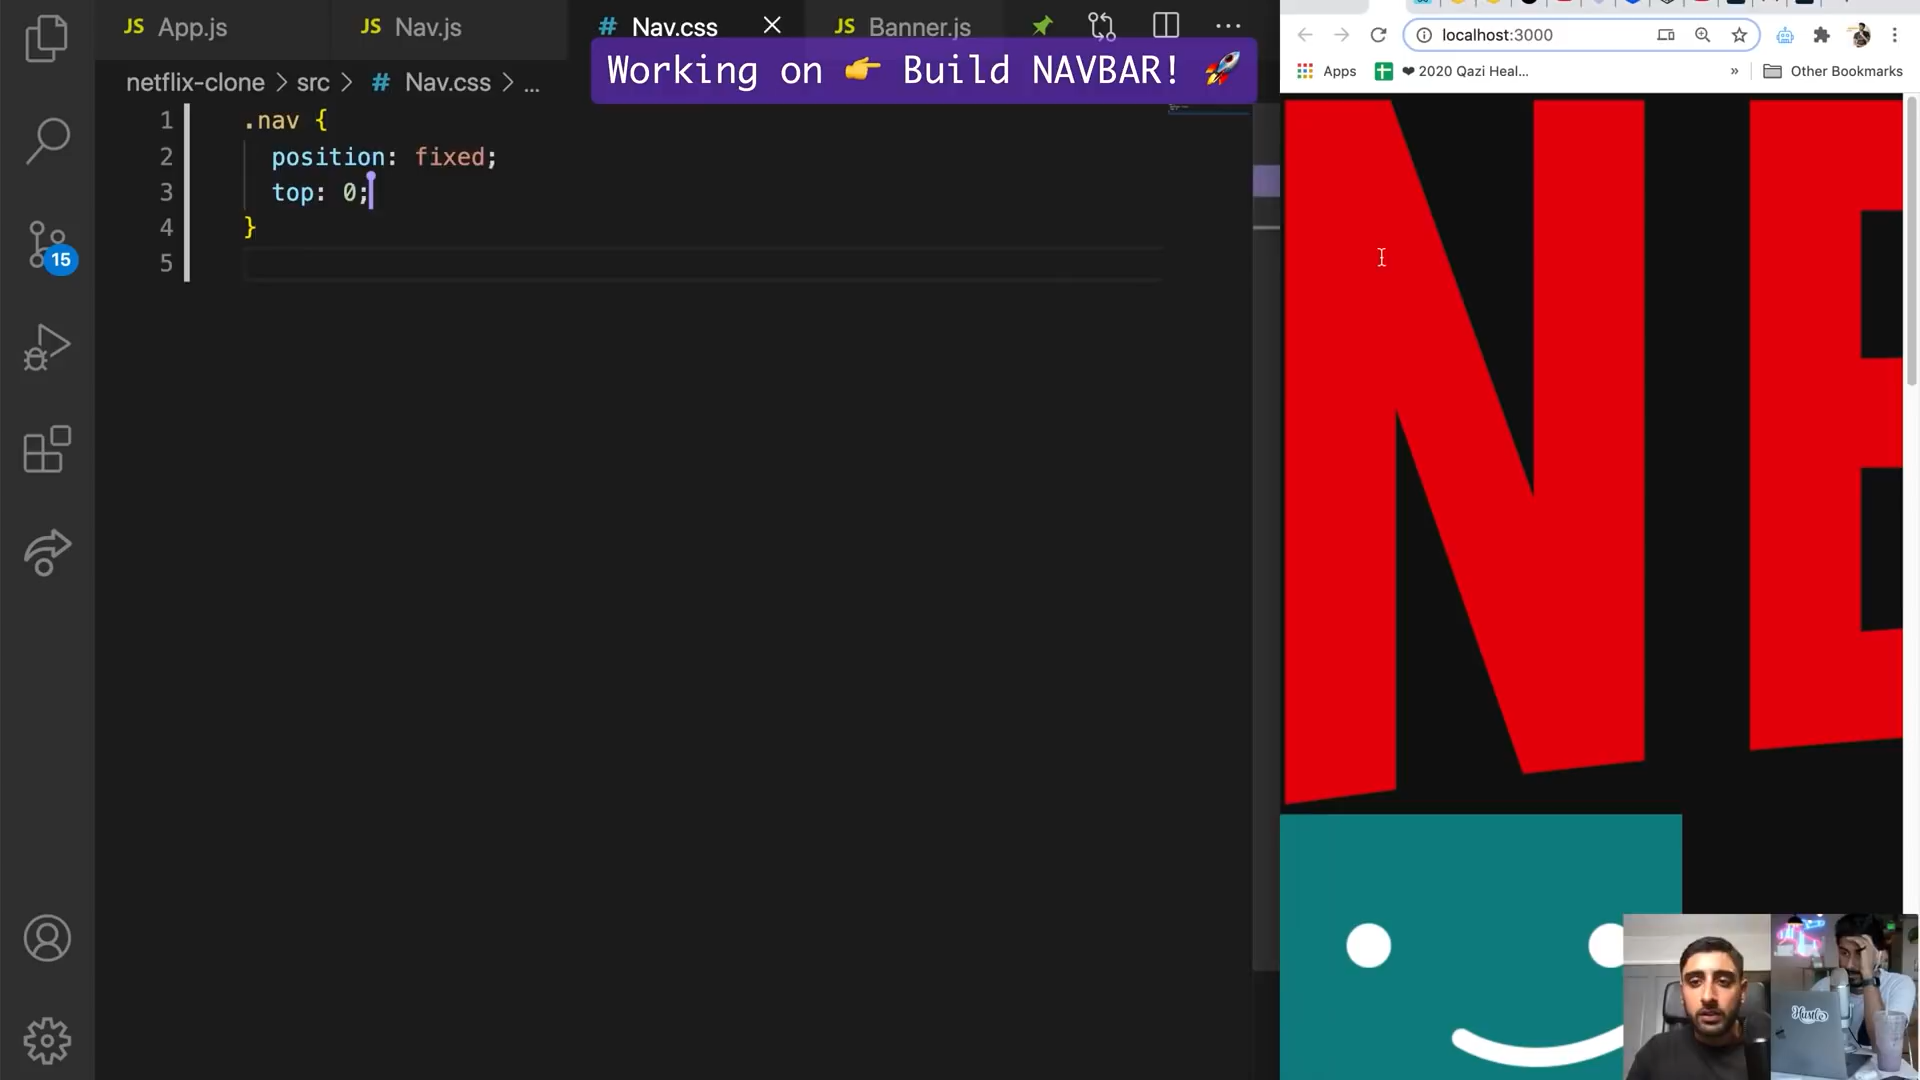 JS App.js
JS Nav.js
# Nav.css
JS Banner.js
localhost:3000
Working on 👉 Build NAVBAR! 🚀
Apps
❤ 2020 Qazi Heal...
»
Other Bookmarks
netflix-clone > src > # Nav.css > ...
1 .nav {
2 position: fixed;
3 top: 0;
4 }
5
15
NE
Hustle